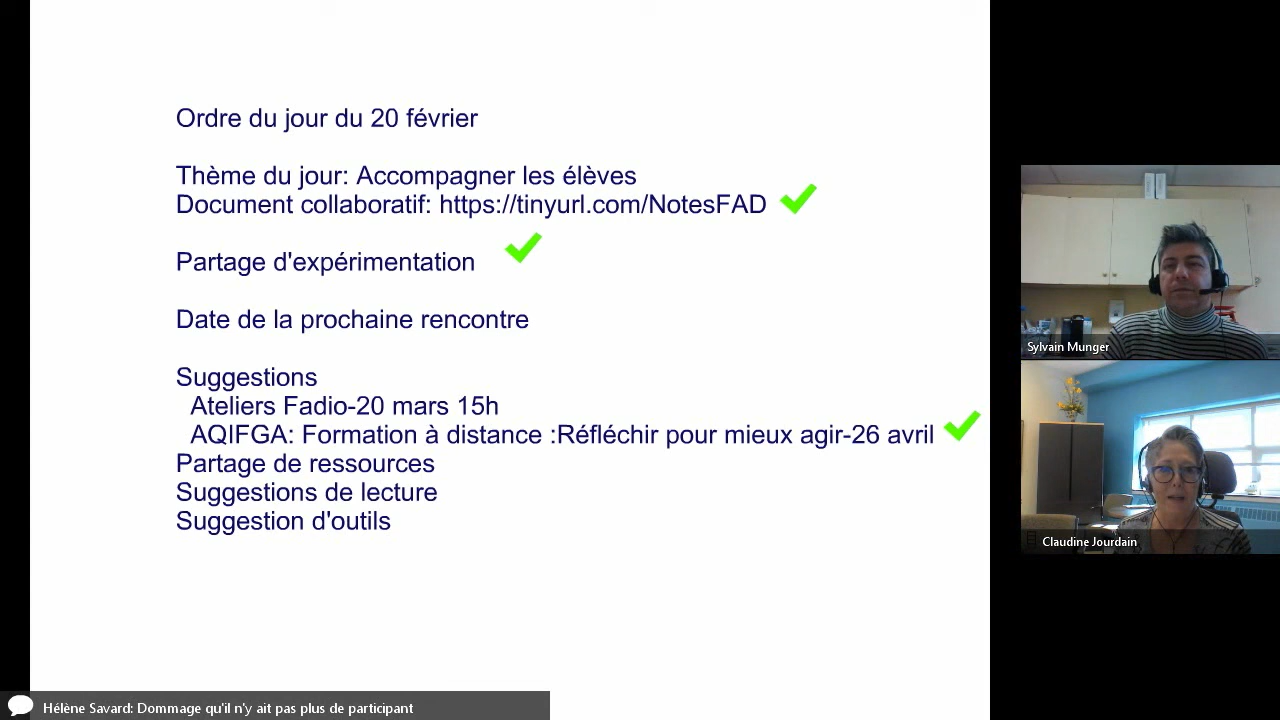 Ordre du jour du 20 février
Thème du jour: Accompagner les élèves
Document collaboratif: https://tinyurl.com/NotesFAD
Partage d'expérimentation
Date de la prochaine rencontre
Suggestions
Ateliers Fadio-20 mars 15h
AQIFGA: Formation à distance :Réfléchir pour mieux agir-26 avril
Partage de ressources
Suggestions de lecture
Suggestion d'outils
Sylvain Munger
Claudine Jourdain
Hélène Savard: Dommage qu'il n'y ait pas plus de participant